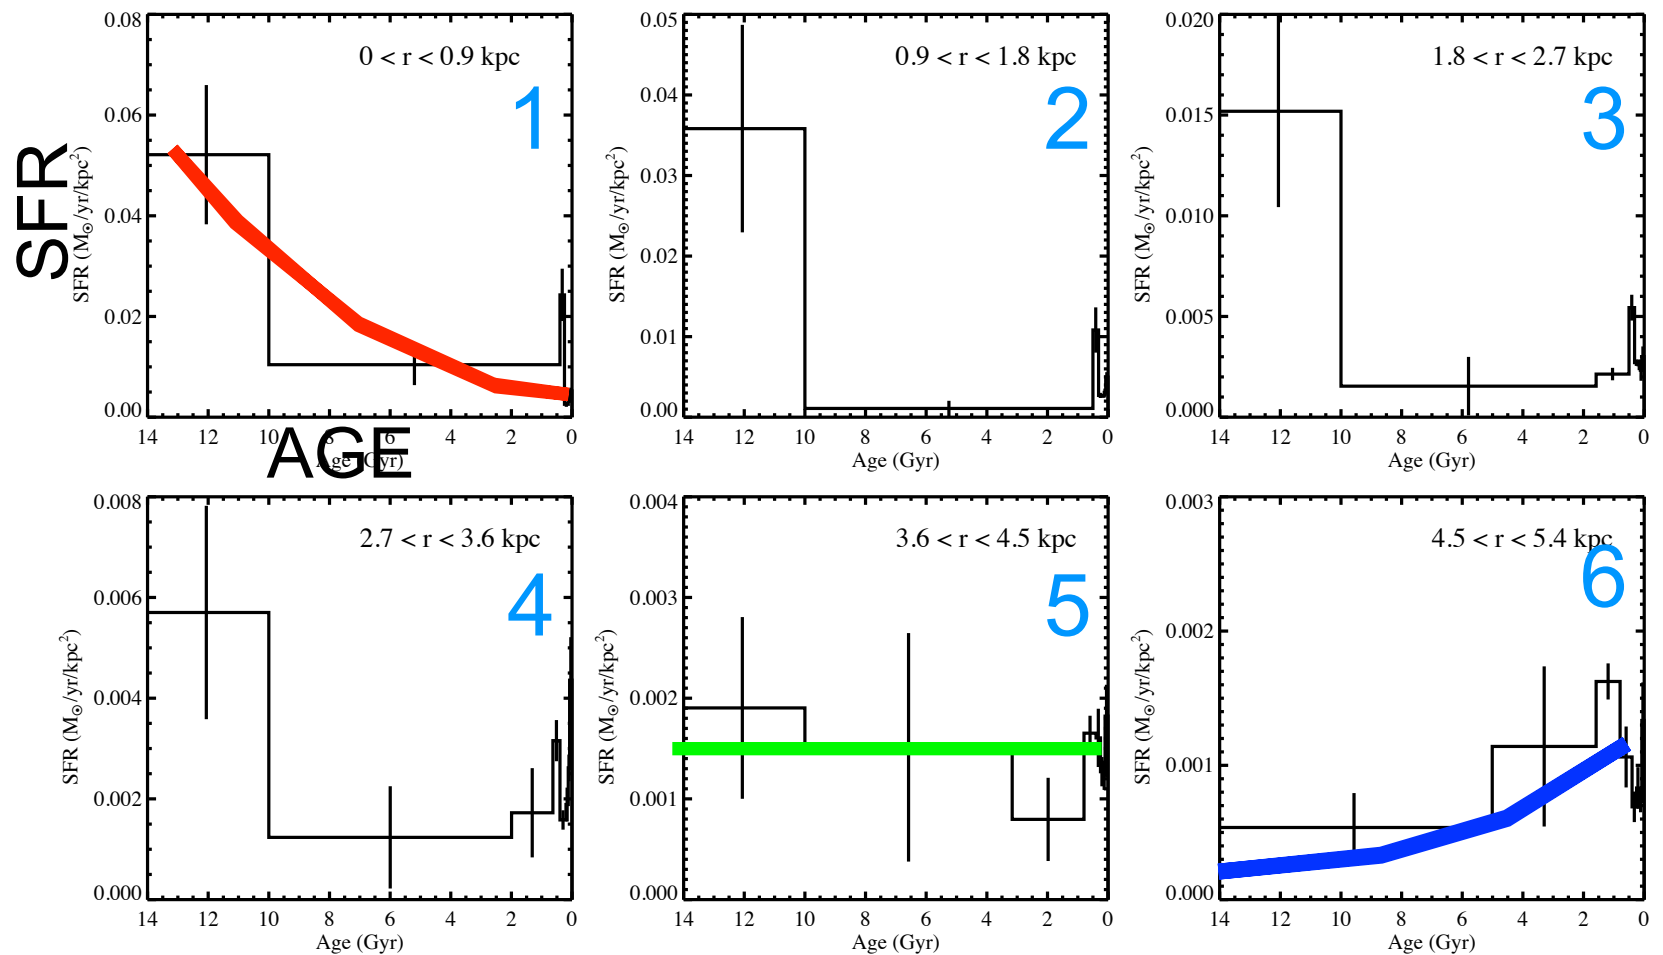 0.08
0.06
0.04
0.02
0.00
SFR
SFR (M☉/yr/kpc²)
0 < r < 0.9 kpc
1
14 12 10 8 6 4 2 0
Age (Gyr)
AGE
0.05
0.04
0.03
0.02
0.01
0.00
SFR (M☉/yr/kpc²)
0.9 < r < 1.8 kpc
2
14 12 10 8 6 4 2 0
Age (Gyr)
0.020
0.015
0.010
0.005
0.000
SFR (M☉/yr/kpc²)
1.8 < r < 2.7 kpc
3
14 12 10 8 6 4 2 0
Age (Gyr)
0.008
0.006
0.004
0.002
0.000
SFR (M☉/yr/kpc²)
2.7 < r < 3.6 kpc
4
14 12 10 8 6 4 2 0
Age (Gyr)
0.004
0.003
0.002
0.001
0.000
SFR (M☉/yr/kpc²)
3.6 < r < 4.5 kpc
5
14 12 10 8 6 4 2 0
Age (Gyr)
0.003
0.002
0.001
0.000
SFR (M☉/yr/kpc²)
4.5 < r < 5.4 kpc
6
14 12 10 8 6 4 2 0
Age (Gyr)